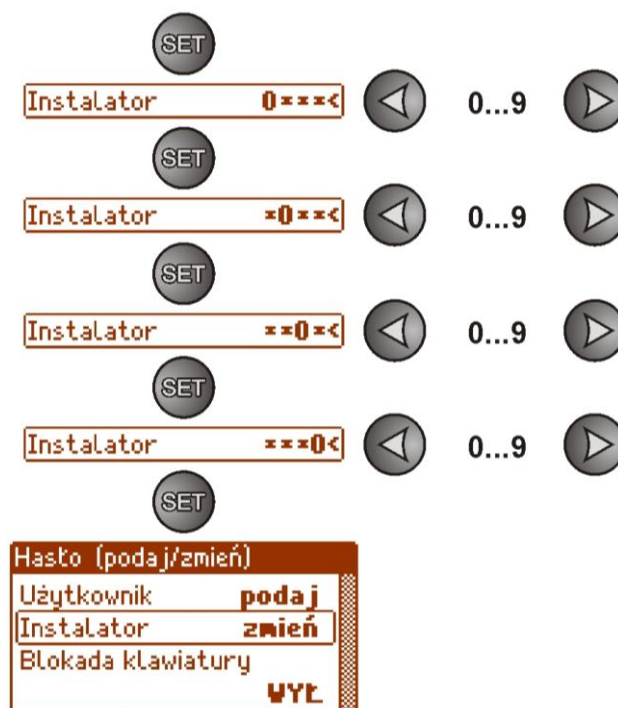 SET
Instalator 0***<
0...9
SET
Instalator *0**<
0...9
SET
Instalator **0*<
0...9
SET
Instalator ***0<
0...9
SET
Hasło (podaj/zmień)
Użytkownik podaj
Instalator zmień
Blokada klawiatury
WYŁ